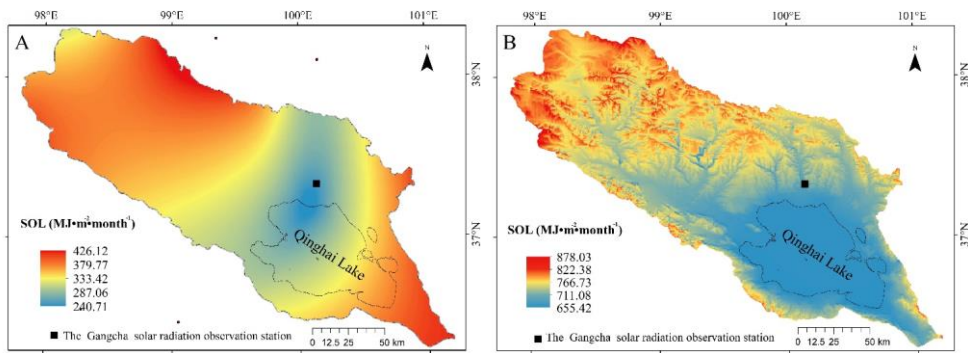 98°E 99°E 100°E 101°E
A
N
38°N
37°N
Qinghai Lake
SOL (MJ•m⁻²•month⁻¹)
426.12
379.77
333.42
287.06
240.71
The Gangcha solar radiation observation station
0 12.5 25 50 km
98°E 99°E 100°E 101°E
B
N
38°N
37°N
Qinghai Lake
SOL (MJ•m⁻²•month⁻¹)
878.03
822.38
766.73
711.08
655.42
The Gangcha solar radiation observation station
0 12.5 25 50 km